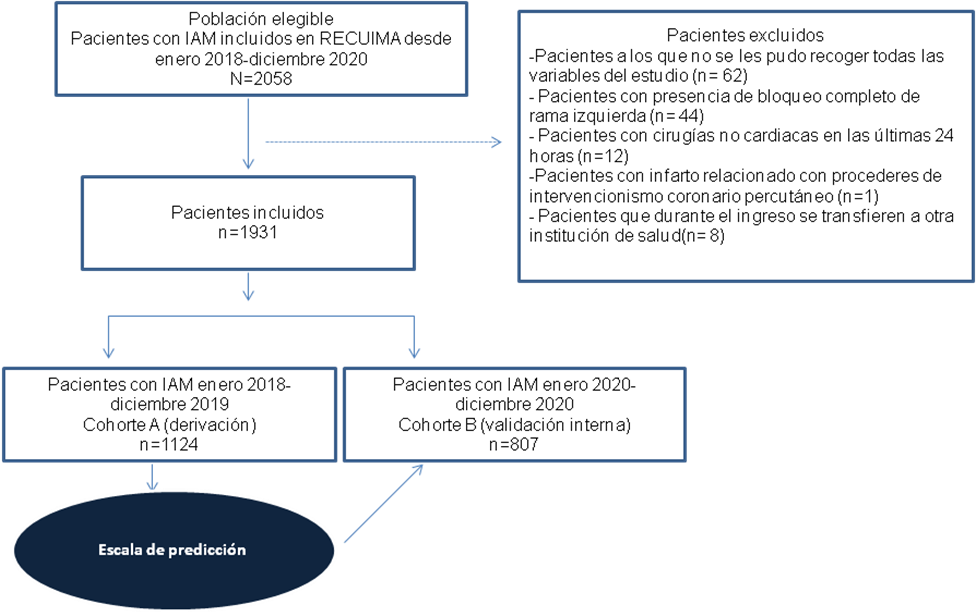 Población elegible
Pacientes con IAM incluidos en RECUIMA desde
enero 2018-diciembre 2020
N=2058
Pacientes excluidos
-Pacientes a los que no se les pudo recoger todas las
variables del estudio (n= 62)
- Pacientes con presencia de bloqueo completo de
rama izquierda (n= 44)
- Pacientes con cirugías no cardiacas en las últimas 24
horas (n=12)
-Pacientes con infarto relacionado con procederes de
intervencionismo coronario percutáneo (n=1)
- Pacientes que durante el ingreso se transfieren a otra
institución de salud(n= 8)
Pacientes incluidos
n=1931
Pacientes con IAM enero 2018-
diciembre 2019
Cohorte A (derivación)
n=1124
Pacientes con IAM enero 2020-
diciembre 2020
Cohorte B (validación interna)
n=807
Escala de predicción